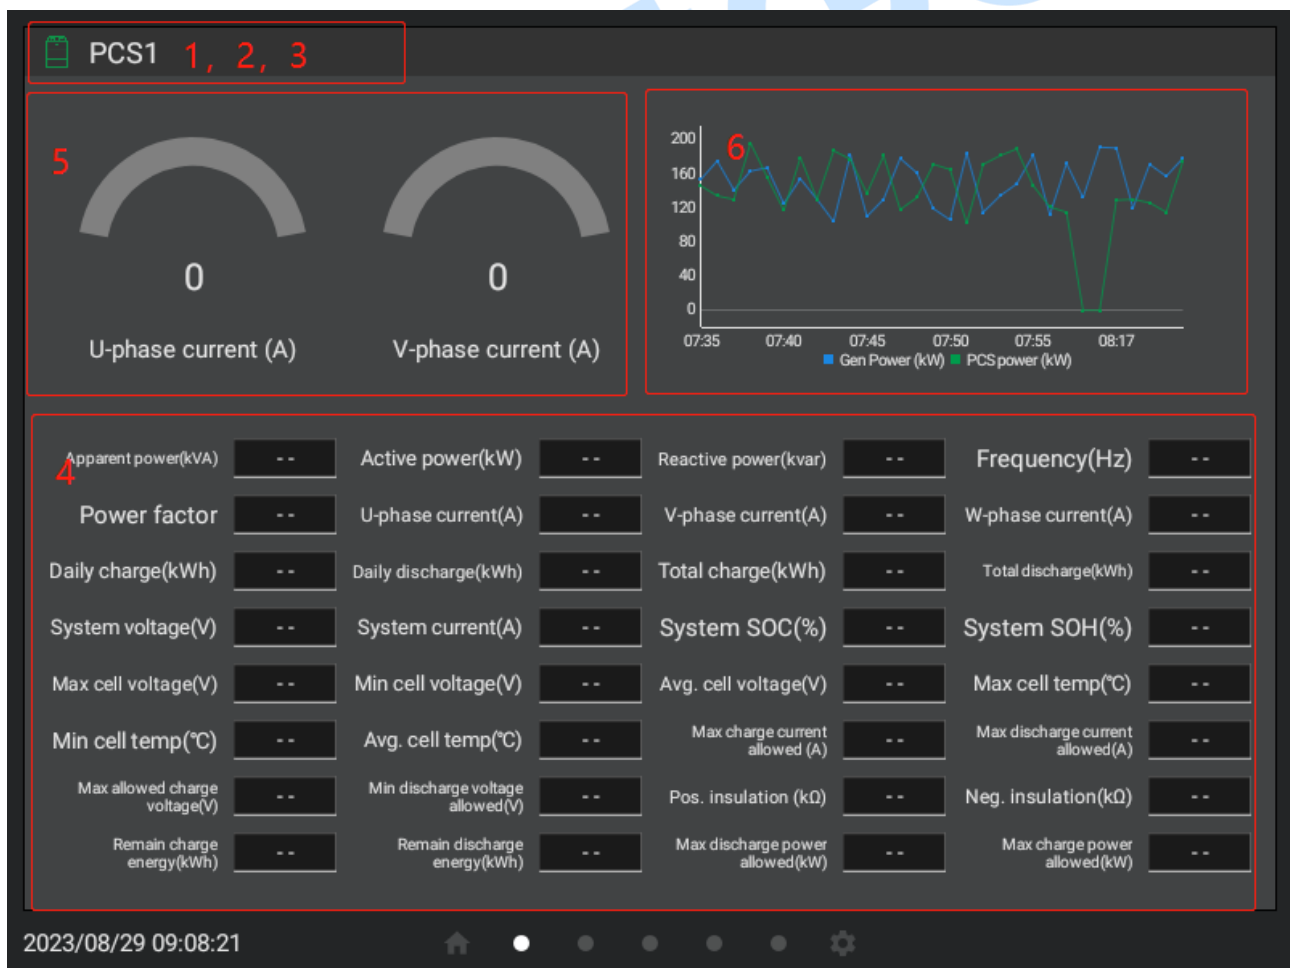 PCS1 1, 2, 3
5
0
0
U-phase current (A)
V-phase current (A)
6
200
160
120
80
40
0
07:35 07:40 07:45 07:50 07:55 08:17
Gen Power (kW) PCS power (kW)
4
Apparent power(kVA) -- Active power(kW) -- Reactive power(kvar) -- Frequency(Hz) --
Power factor -- U-phase current(A) -- V-phase current(A) -- W-phase current(A) --
Daily charge(kWh) -- Daily discharge(kWh) -- Total charge(kWh) -- Total discharge(kWh) --
System voltage(V) -- System current(A) -- System SOC(%) -- System SOH(%) --
Max cell voltage(V) -- Min cell voltage(V) -- Avg. cell voltage(V) -- Max cell temp(℃) --
Min cell temp(℃) -- Avg. cell temp(℃) -- Max charge current
allowed (A) -- Max discharge current
allowed(A) --
Max allowed charge
voltage(V) -- Min discharge voltage
allowed(V) -- Pos. insulation (kΩ) -- Neg. insulation(kΩ) --
Remain charge
energy(kWh) -- Remain discharge
energy(kWh) -- Max discharge power
allowed(kW) -- Max charge power
allowed(kW) --
2023/08/29 09:08:21